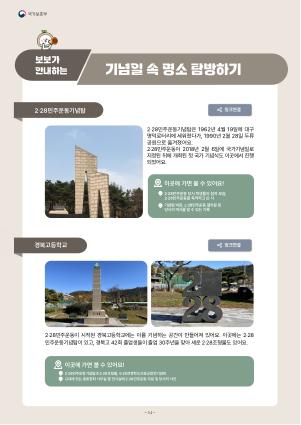 국가보훈부
보보가
안내하는
기념일 속 명소 탐방하기
2·28민주운동기념탑
링크연결
2·28민주운동기념탑은 1962년 4월 19일에 대구
명덕로터리에 세워졌다가, 1990년 2월 28일 두류
공원으로 옮겨졌어요.
2·28민주운동이 2018년 2월 6일에 국가기념일로
지정된 뒤에 개최된 첫 국가 기념식도 이곳에서 진행
되었어요.
이곳에 가면 볼 수 있어요!
경북고등학교
링크연결
2·28민주운동이 시작된 경북고등학교에는 이를 기념하는 공간이 만들어져 있어요. 이곳에는 2·28
민주운동기념탑이 있고, 경북고 42회 졸업생들이 졸업 30주년을 맞아 세운 2·28조형물도 있어요.
이곳에 가면 볼 수 있어요!